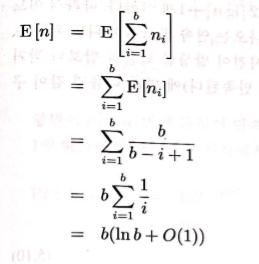 E[n] = E[∑_{i=1}^{b} n_i]
= ∑_{i=1}^{b} E[n_i]
= ∑_{i=1}^{b} b/(b − i + 1)
= b ∑_{i=1}^{b} 1/i
= b(ln b + O(1))